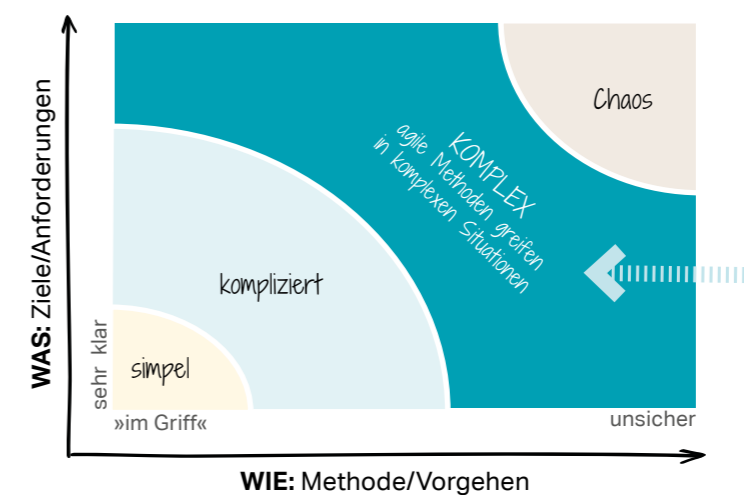 WAS: Ziele/Anforderungen
sehr klar
Chaos
KOMPLEX
agile Methoden greifen
in komplexen Situationen
kompliziert
simpel
»im Griff«
unsicher
WIE: Methode/Vorgehen